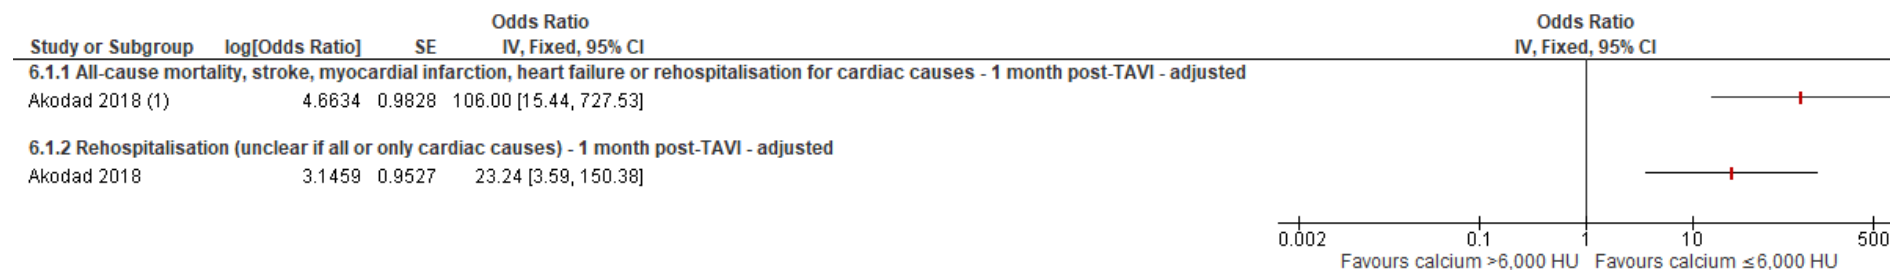 Odds Ratio Odds Ratio
Study or Subgroup log[Odds Ratio] SE IV, Fixed, 95% CI IV, Fixed, 95% CI
6.1.1 All-cause mortality, stroke, myocardial infarction, heart failure or rehospitalisation for cardiac causes - 1 month post-TAVI - adjusted
Akodad 2018 (1) 4.6634 0.9828 106.00 [15.44, 727.53]
6.1.2 Rehospitalisation (unclear if all or only cardiac causes) - 1 month post-TAVI - adjusted
Akodad 2018 3.1459 0.9527 23.24 [3.59, 150.38]
0.002 0.1 1 10 500
Favours calcium >6,000 HU Favours calcium ≤6,000 HU